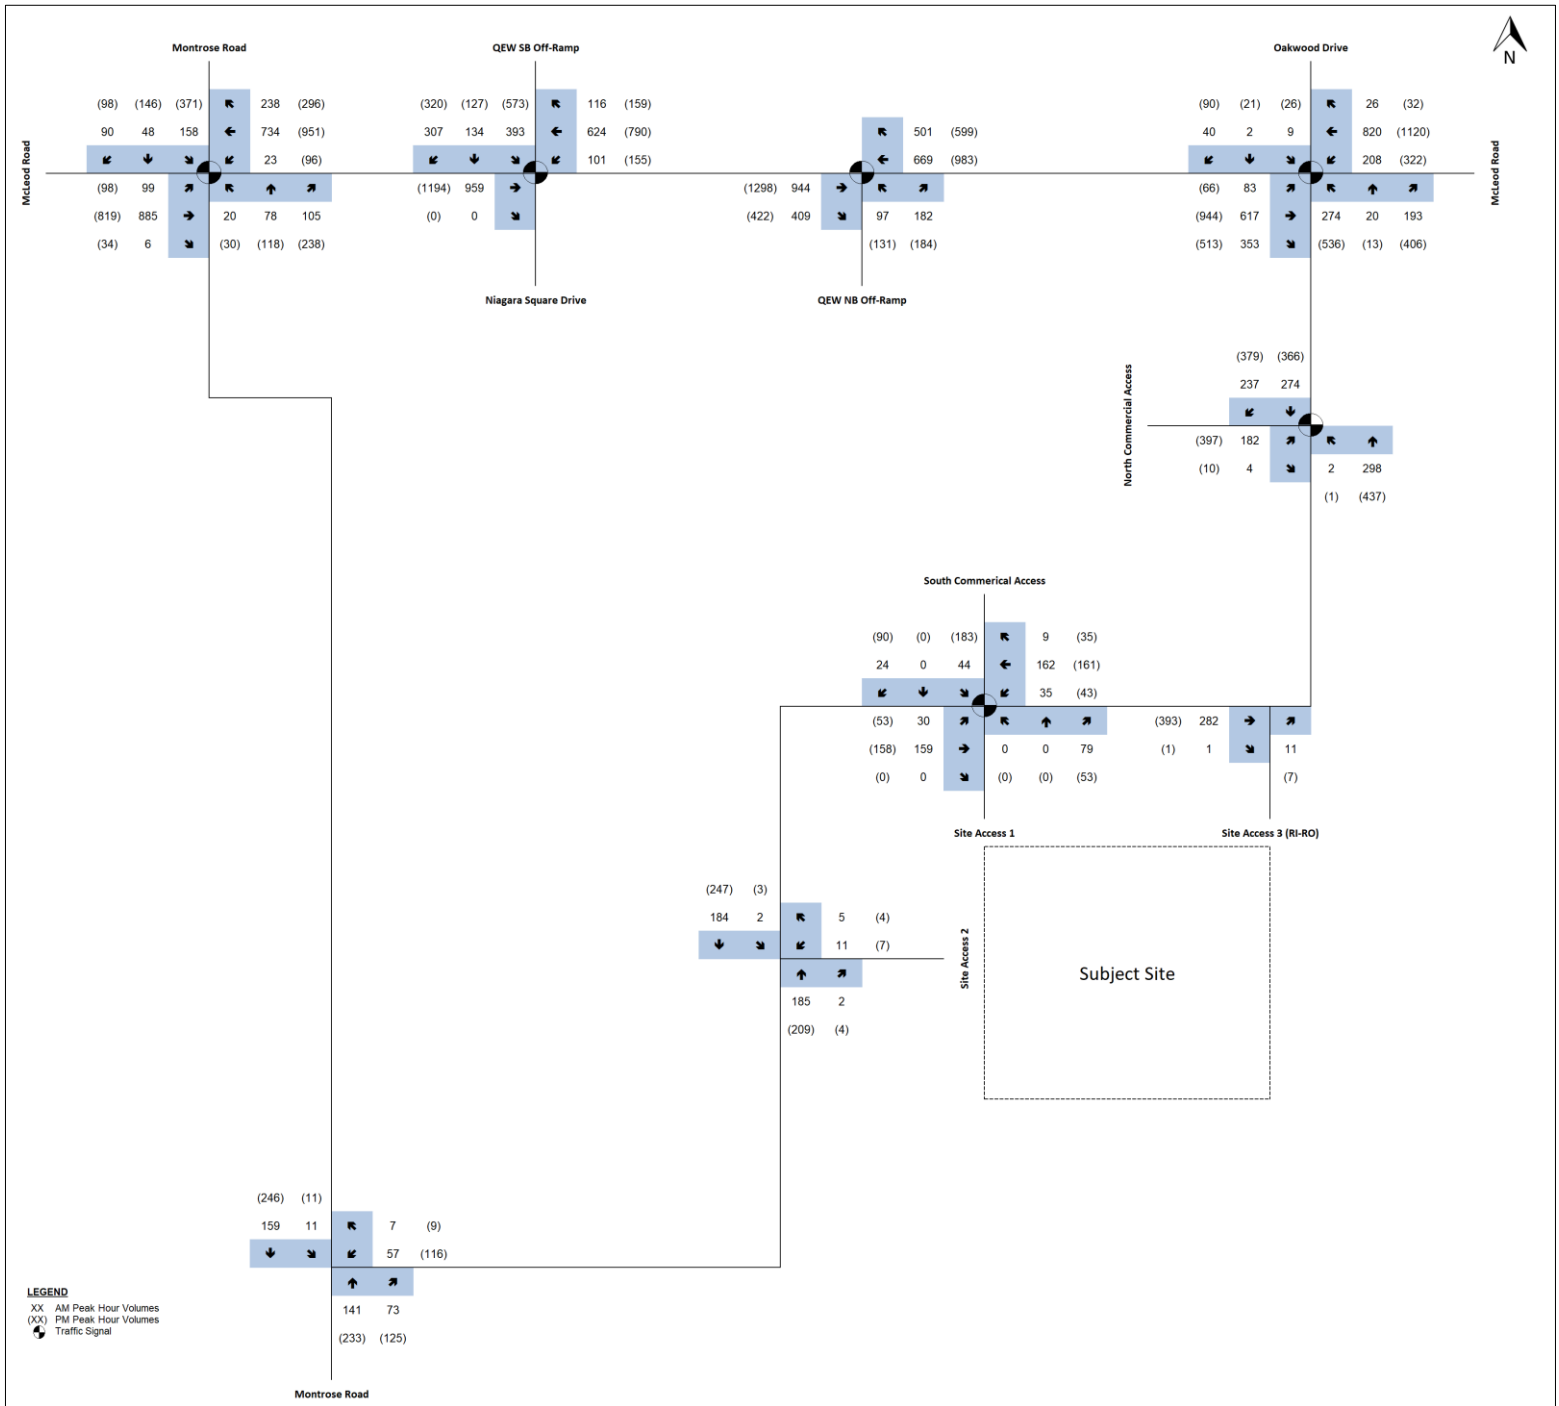 Montrose Road QEW SB Off-Ramp Oakwood Drive
N
(98) (146) (371) 238 (296) (320) (127) (573) 116 (159) (90) (21) (26) 26 (32)
90 48 158 734 (951) 307 134 393 624 (790) 501 (599) 40 2 9 820 (1120)
23 (96) 101 (155) 669 (983) 208 (322)
McLeod Road
McLeod Road
(98) 99 (1194) 959 (1298) 944 (66) 83
(819) 885 20 78 105 (0) 0 (422) 409 97 182 (944) 617 274 20 193
(34) 6 (30) (118) (238) (131) (184) (513) 353 (536) (13) (406)
Niagara Square Drive QEW NB Off-Ramp
(379) (366)
237 274
North Commercial Access
(397) 182
(10) 4 2 298
(1) (437)
South Commerical Access
(90) (0) (183) 9 (35)
24 0 44 162 (161)
35 (43)
(53) 30 (393) 282
(158) 159 0 0 79 (1) 1 11
(0) 0 (0) (0) (53) (7)
Site Access 1 Site Access 3 (RI-RO)
(247) (3)
184 2 5 (4)
11 (7)
Site Access 2
Subject Site
185 2
(209) (4)
(246) (11)
159 11 7 (9)
57 (116)
141 73
(233) (125)
LEGEND
XX AM Peak Hour Volumes
(XX) PM Peak Hour Volumes
Traffic Signal
Montrose Road